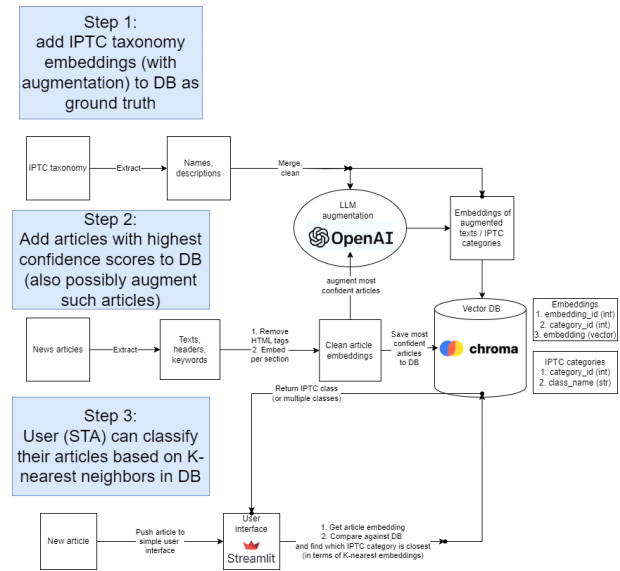 Step 1:
add IPTC taxonomy
embeddings (with
augmentation) to DB as
ground truth
IPTC taxonomy
Extract
Names,
descriptions
Merge,
clean
LLM
augmentation
OpenAI
Embeddings of
augmented
texts / IPTC
categories
Step 2:
Add articles with highest
confidence scores to DB
(also possibly augment
such articles)
augment most
confident articles
News articles
Extract
Texts,
headers,
keywords
1. Remove
HTML tags
2. Embed
per section
Clean article
embeddings
Save most
confident
articles
to DB
Vector DB
chroma
Embeddings
1. embedding_id (int)
2. category_id (int)
3. embedding (vector)
IPTC categories
1. category_id (int)
2. class_name (str)
Return IPTC class
(or multiple classes)
Step 3:
User (STA) can classify
their articles based on K-
nearest neighbors in DB
New article
Push article to
simple user
interface
User
interface
Streamlit
1. Get article embedding
2. Compare against DB
and find which IPTC category is closest
(in terms of K-nearest embeddings)